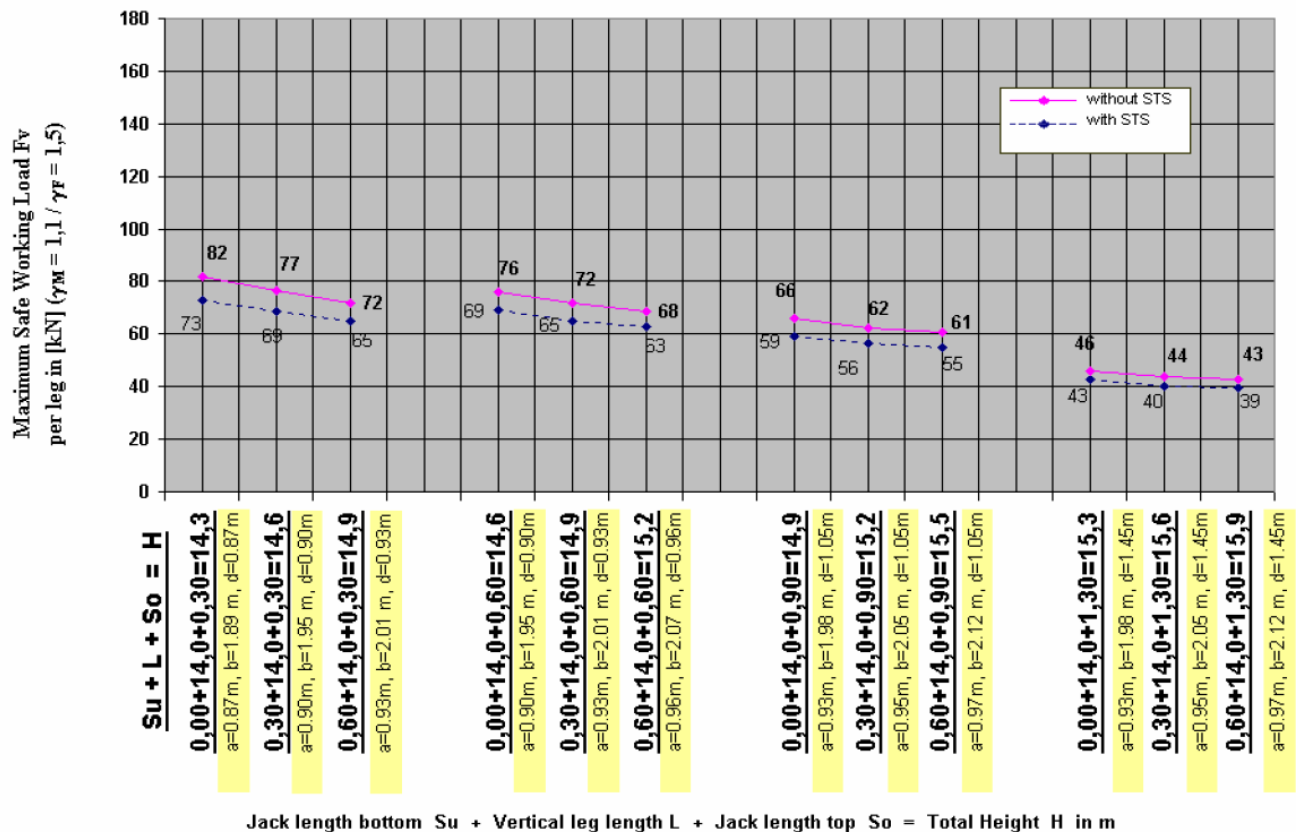 180
160
140
120
100
80
60
40
20
0
Maximum Safe Working Load Fv
per leg in [kN] (γM = 1,1 / γF = 1,5)
without STS
with STS
82
77
72
73
69
65
76
72
68
69
65
63
66
62
61
59
56
55
46
44
43
43
40
39
Su + L + So = H
0,00+14,0+0,30=14,3
a=0.87m, b=1.89 m, d=0.87m
0,30+14,0+0,30=14,6
a=0.90m, b=1.95 m, d=0.90m
0,60+14,0+0,30=14,9
a=0.93m, b=2.01 m, d=0.93m
0,00+14,0+0,60=14,6
a=0.90m, b=1.95 m, d=0.90m
0,30+14,0+0,60=14,9
a=0.93m, b=2.01 m, d=0.93m
0,60+14,0+0,60=15,2
a=0.96m, b=2.07 m, d=0.96m
0,00+14,0+0,90=14,9
a=0.93m, b=1.98 m, d=1.05m
0,30+14,0+0,90=15,2
a=0.95m, b=2.05 m, d=1.05m
0,60+14,0+0,90=15,5
a=0.97m, b=2.12 m, d=1.05m
0,00+14,0+1,30=15,3
a=0.93m, b=1.98 m, d=1.45m
0,30+14,0+1,30=15,6
a=0.95m, b=2.05 m, d=1.45m
0,60+14,0+1,30=15,9
a=0.97m, b=2.12 m, d=1.45m
Jack length bottom Su + Vertical leg length L + Jack length top So = Total Height H in m